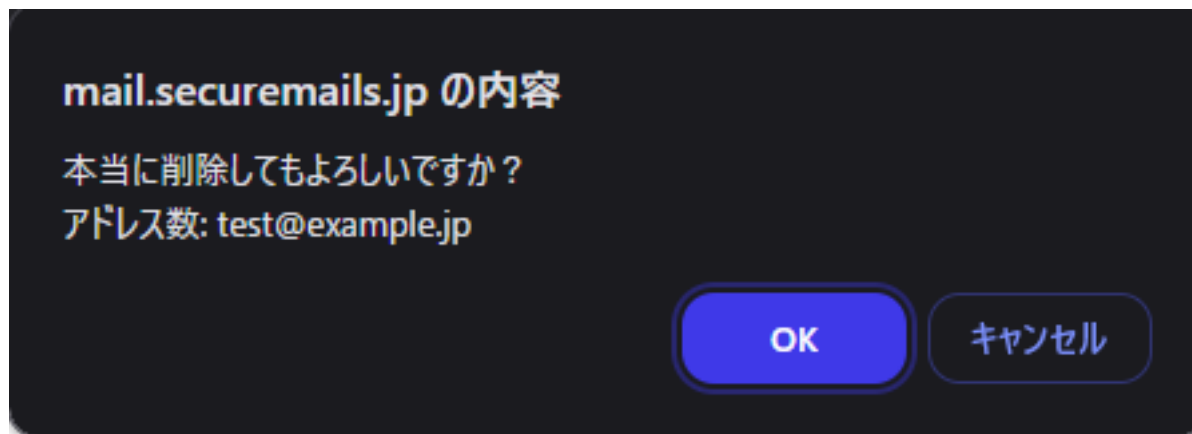 mail.securemails.jp の内容
本当に削除してもよろしいですか？
アドレス数: test@example.jp
OK
キャンセル